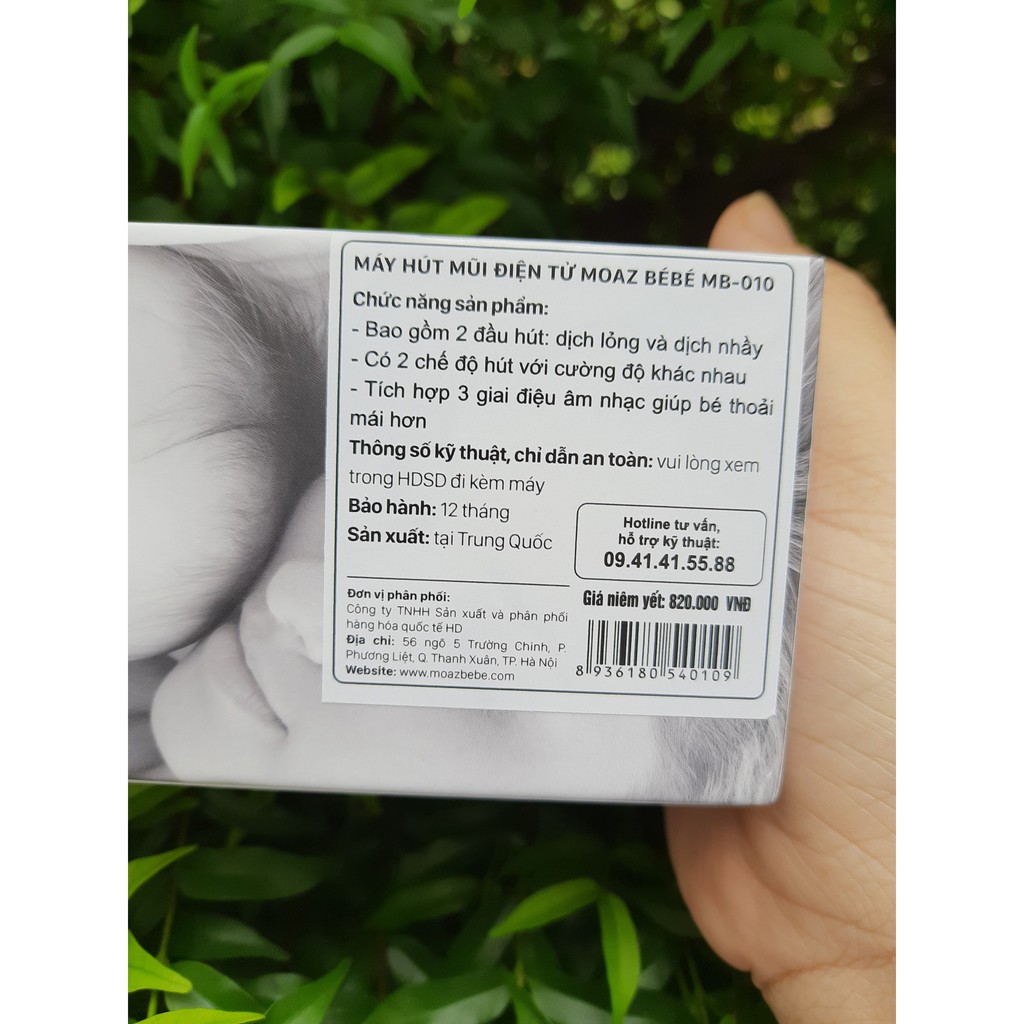 MÁY HÚT MŨI ĐIỆN TỬ MOAZ BÉBÉ MB-010
Chức năng sản phẩm:
- Bao gồm 2 đầu hút: dịch lỏng và dịch nhầy
- Có 2 chế độ hút với cường độ khác nhau
- Tích hợp 3 giai điệu âm nhạc giúp bé thoải
mái hơn
Thông số kỹ thuật, chỉ dẫn an toàn: vui lòng xem
trong HDSD đi kèm máy
Bảo hành: 12 tháng
Sản xuất: tại Trung Quốc
Hotline tư vấn,
hỗ trợ kỹ thuật:
09.41.41.55.88
Đơn vị phân phối:
Công ty TNHH Sản xuất và phân phối
hàng hóa quốc tế HD
Địa chỉ: 56 ngõ 5 Trường Chinh, P.
Phương Liệt, Q. Thanh Xuân, TP. Hà Nội
Website: www.moazbebe.com
Giá niêm yết: 820.000 VNĐ
8 936180 540109